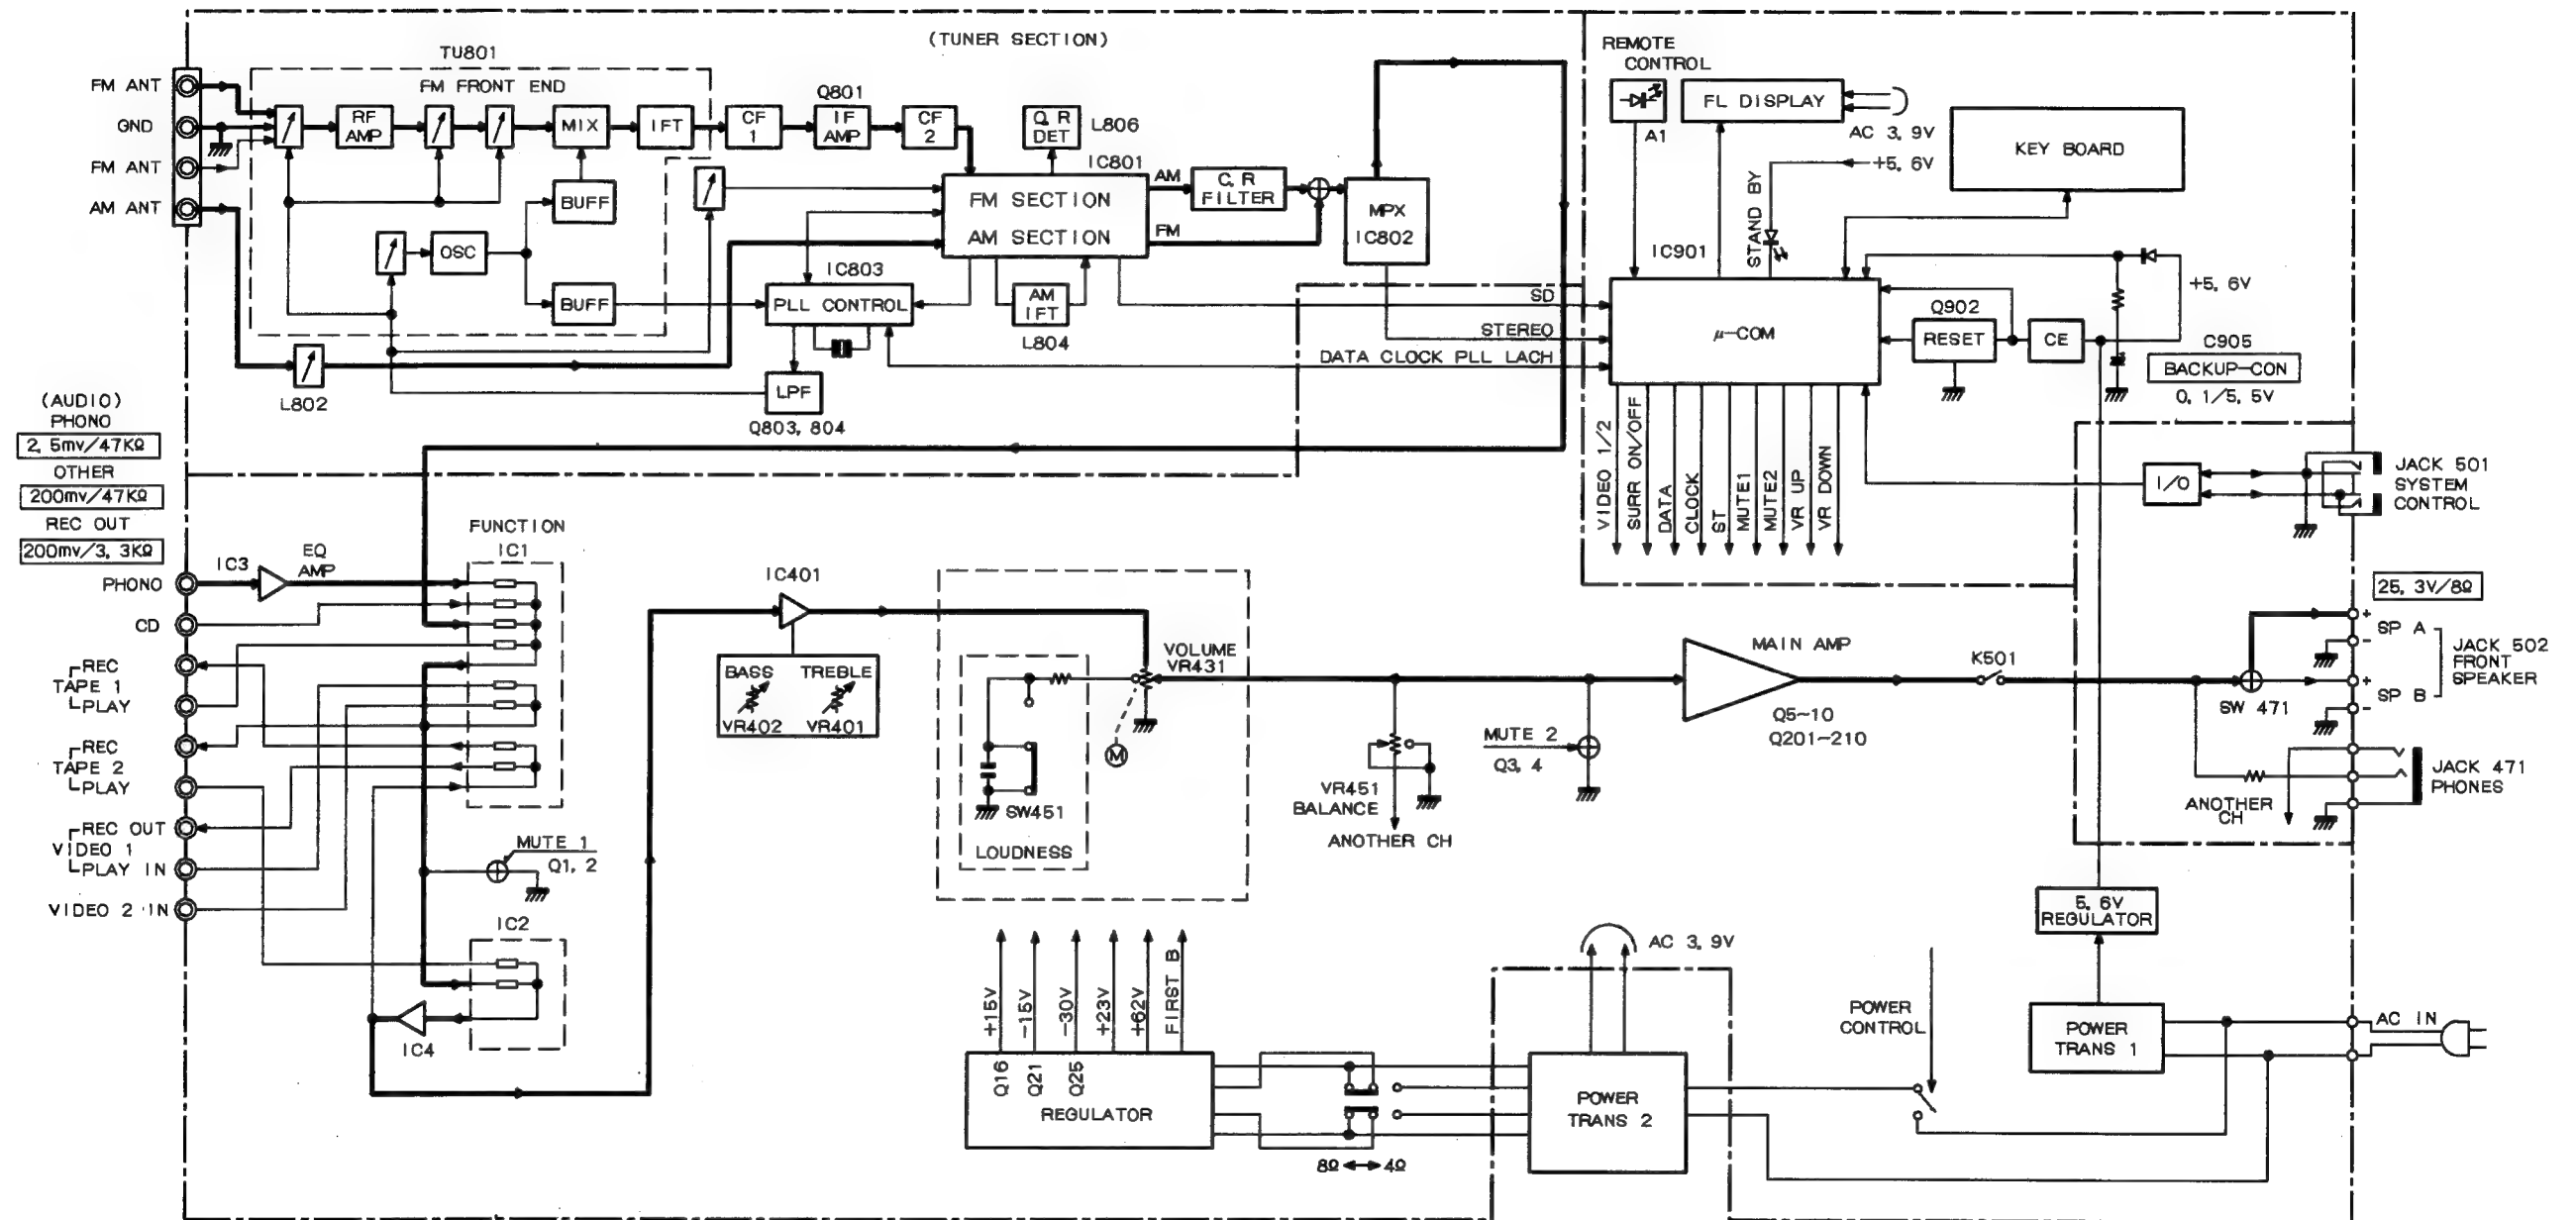 (TUNER SECTION)
TU801
FM FRONT END
FM ANT
GND
FM ANT
AM ANT
RF
AMP
MIX
IFT
CF
1
Q801
IF
AMP
CF
2
Q. R
DET
L806
IC801
BUFF
OSC
BUFF
FM SECTION
AM SECTION
AM
FM
C. R
FILTER
MPX
IC802
IC803
PLL CONTROL
AM
IFT
L804
LPF
Q803, 804
L802
SD
STEREO
DATA CLOCK PLL LACH
REMOTE
CONTROL
A1
FL DISPLAY
AC 3. 9V
+5. 6V
STAND BY
KEY BOARD
IC901
μ-COM
Q902
RESET
CE
+5. 6V
C905
BACKUP-CON
0. 1/5. 5V
VIDEO 1/2
SURR ON/OFF
DATA
CLOCK
ST
MUTE1
MUTE2
VR UP
VR DOWN
I/O
JACK 501
SYSTEM
CONTROL
(AUDIO)
PHONO
2. 5mv/47KΩ
OTHER
200mv/47KΩ
REC OUT
200mv/3. 3KΩ
PHONO
CD
REC
TAPE 1
PLAY
REC
TAPE 2
PLAY
REC OUT
VIDEO 1
PLAY IN
VIDEO 2 IN
IC3
EQ
AMP
FUNCTION
IC1
MUTE 1
Q1, 2
IC2
IC4
IC401
BASS
TREBLE
VR402
VR401
VOLUME
VR431
M
SW451
LOUDNESS
VR451
BALANCE
ANOTHER CH
MUTE 2
Q3, 4
MAIN AMP
Q5~10
Q201~210
K501
SW 471
25. 3V/8Ω
+
SP A
-
+
SP B
-
JACK 502
FRONT
SPEAKER
JACK 471
PHONES
ANOTHER
CH
+15V
-15V
-30V
+23V
+62V
FIRST B
Q16
Q21
Q25
REGULATOR
8Ω
4Ω
AC 3. 9V
POWER
TRANS 2
POWER
CONTROL
5. 6V
REGULATOR
POWER
TRANS 1
AC IN